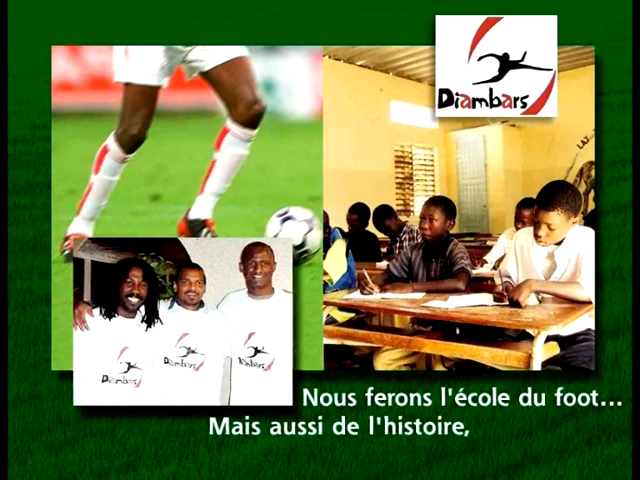 Diambars
Diambars
Diambars
Diambars
Nous ferons l'école du foot...
Mais aussi de l'histoire,